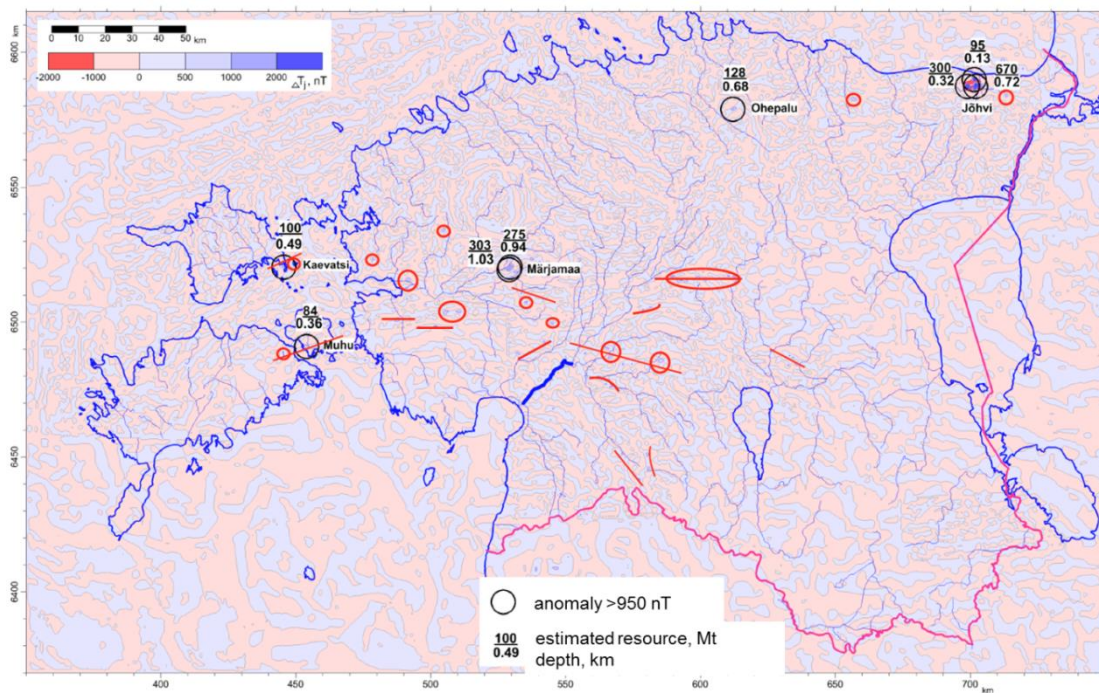 6600 km
0 10 20 30 40 50 km
-2000 -1000 0 500 1000 2000 ΔTj, nT
95
0.13
300
0.32
670
0.72
Jõhvi
128
0.68
Ohepalu
6550
100
0.49
Kaevatsi
303
1.03
275
0.94
Märjamaa
6500
84
0.36
Muhu
6450
6400
anomaly >950 nT
100
0.49
estimated resource, Mt
depth, km
400 450 500 550 600 650 700 km